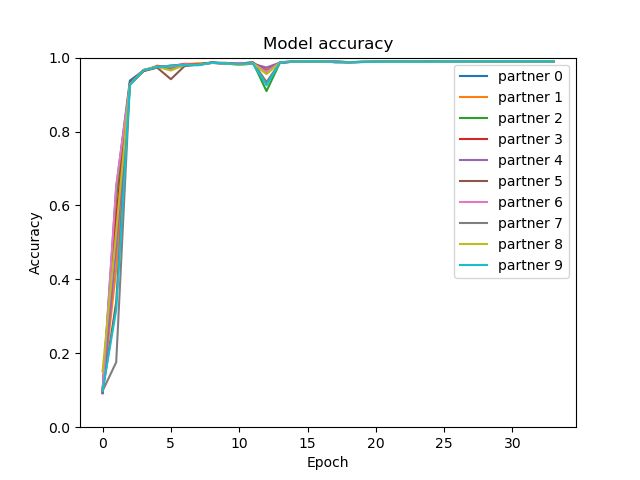 Model accuracy
1.0
0.8
0.6
0.4
0.2
0.0
Accuracy
0 5 10 15 20 25 30
Epoch
partner 0
partner 1
partner 2
partner 3
partner 4
partner 5
partner 6
partner 7
partner 8
partner 9